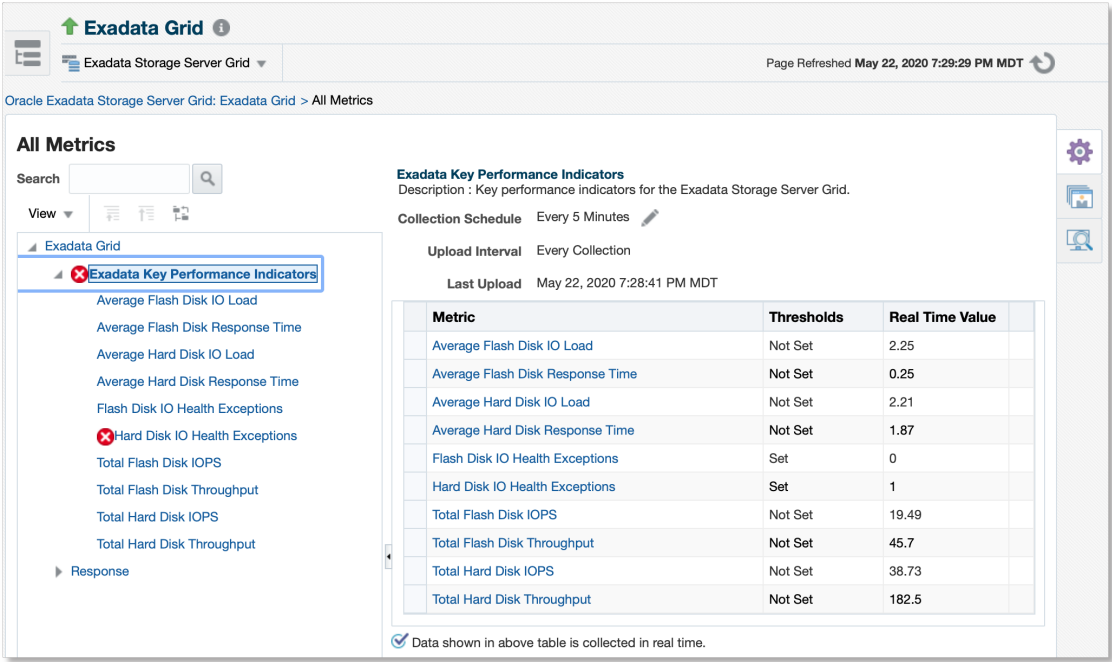 Exadata Grid
Exadata Storage Server Grid
Page Refreshed May 22, 2020 7:29:29 PM MDT
Oracle Exadata Storage Server Grid: Exadata Grid > All Metrics
All Metrics
Search
View
Exadata Grid
Exadata Key Performance Indicators
Average Flash Disk IO Load
Average Flash Disk Response Time
Average Hard Disk IO Load
Average Hard Disk Response Time
Flash Disk IO Health Exceptions
Hard Disk IO Health Exceptions
Total Flash Disk IOPS
Total Flash Disk Throughput
Total Hard Disk IOPS
Total Hard Disk Throughput
Response
Exadata Key Performance Indicators
Description : Key performance indicators for the Exadata Storage Server Grid.
Collection Schedule Every 5 Minutes
Upload Interval Every Collection
Last Upload May 22, 2020 7:28:41 PM MDT
Metric Thresholds Real Time Value
Average Flash Disk IO Load Not Set 2.25
Average Flash Disk Response Time Not Set 0.25
Average Hard Disk IO Load Not Set 2.21
Average Hard Disk Response Time Not Set 1.87
Flash Disk IO Health Exceptions Set 0
Hard Disk IO Health Exceptions Set 1
Total Flash Disk IOPS Not Set 19.49
Total Flash Disk Throughput Not Set 45.7
Total Hard Disk IOPS Not Set 38.73
Total Hard Disk Throughput Not Set 182.5
Data shown in above table is collected in real time.